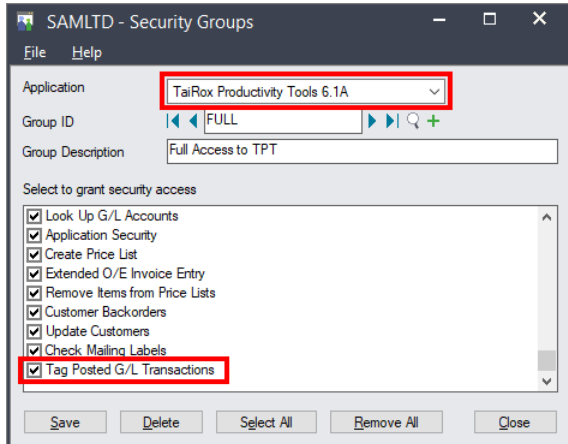 SAMLTD - Security Groups
File Help
Application TaiRox Productivity Tools 6.1A
Group ID FULL
Group Description Full Access to TPT
Select to grant security access
Look Up G/L Accounts
Application Security
Create Price List
Extended O/E Invoice Entry
Remove Items from Price Lists
Customer Backorders
Update Customers
Check Mailing Labels
Tag Posted G/L Transactions
Save Delete Select All Remove All Close